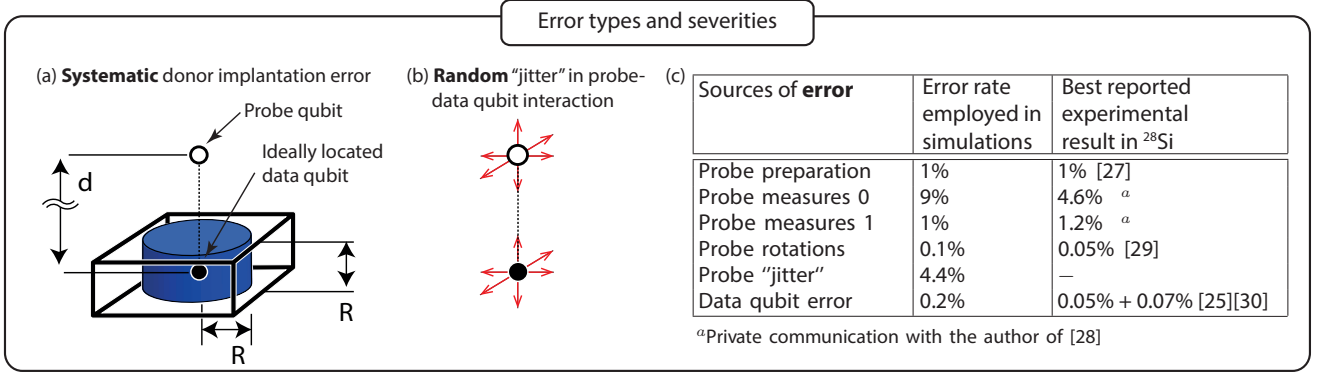 Error types and severities
(a) Systematic donor implantation error
Probe qubit
Ideally located
data qubit
d
R
R
(b) Random "jitter" in probe-
data qubit interaction
(c)
Sources of error
Error rate
employed in
simulations
Best reported
experimental
result in ²⁸Si
Probe preparation 1% 1% [27]
Probe measures 0 9% 4.6% ᵃ
Probe measures 1 1% 1.2% ᵃ
Probe rotations 0.1% 0.05% [29]
Probe "jitter" 4.4% –
Data qubit error 0.2% 0.05% + 0.07% [25][30]
ᵃPrivate communication with the author of [28]